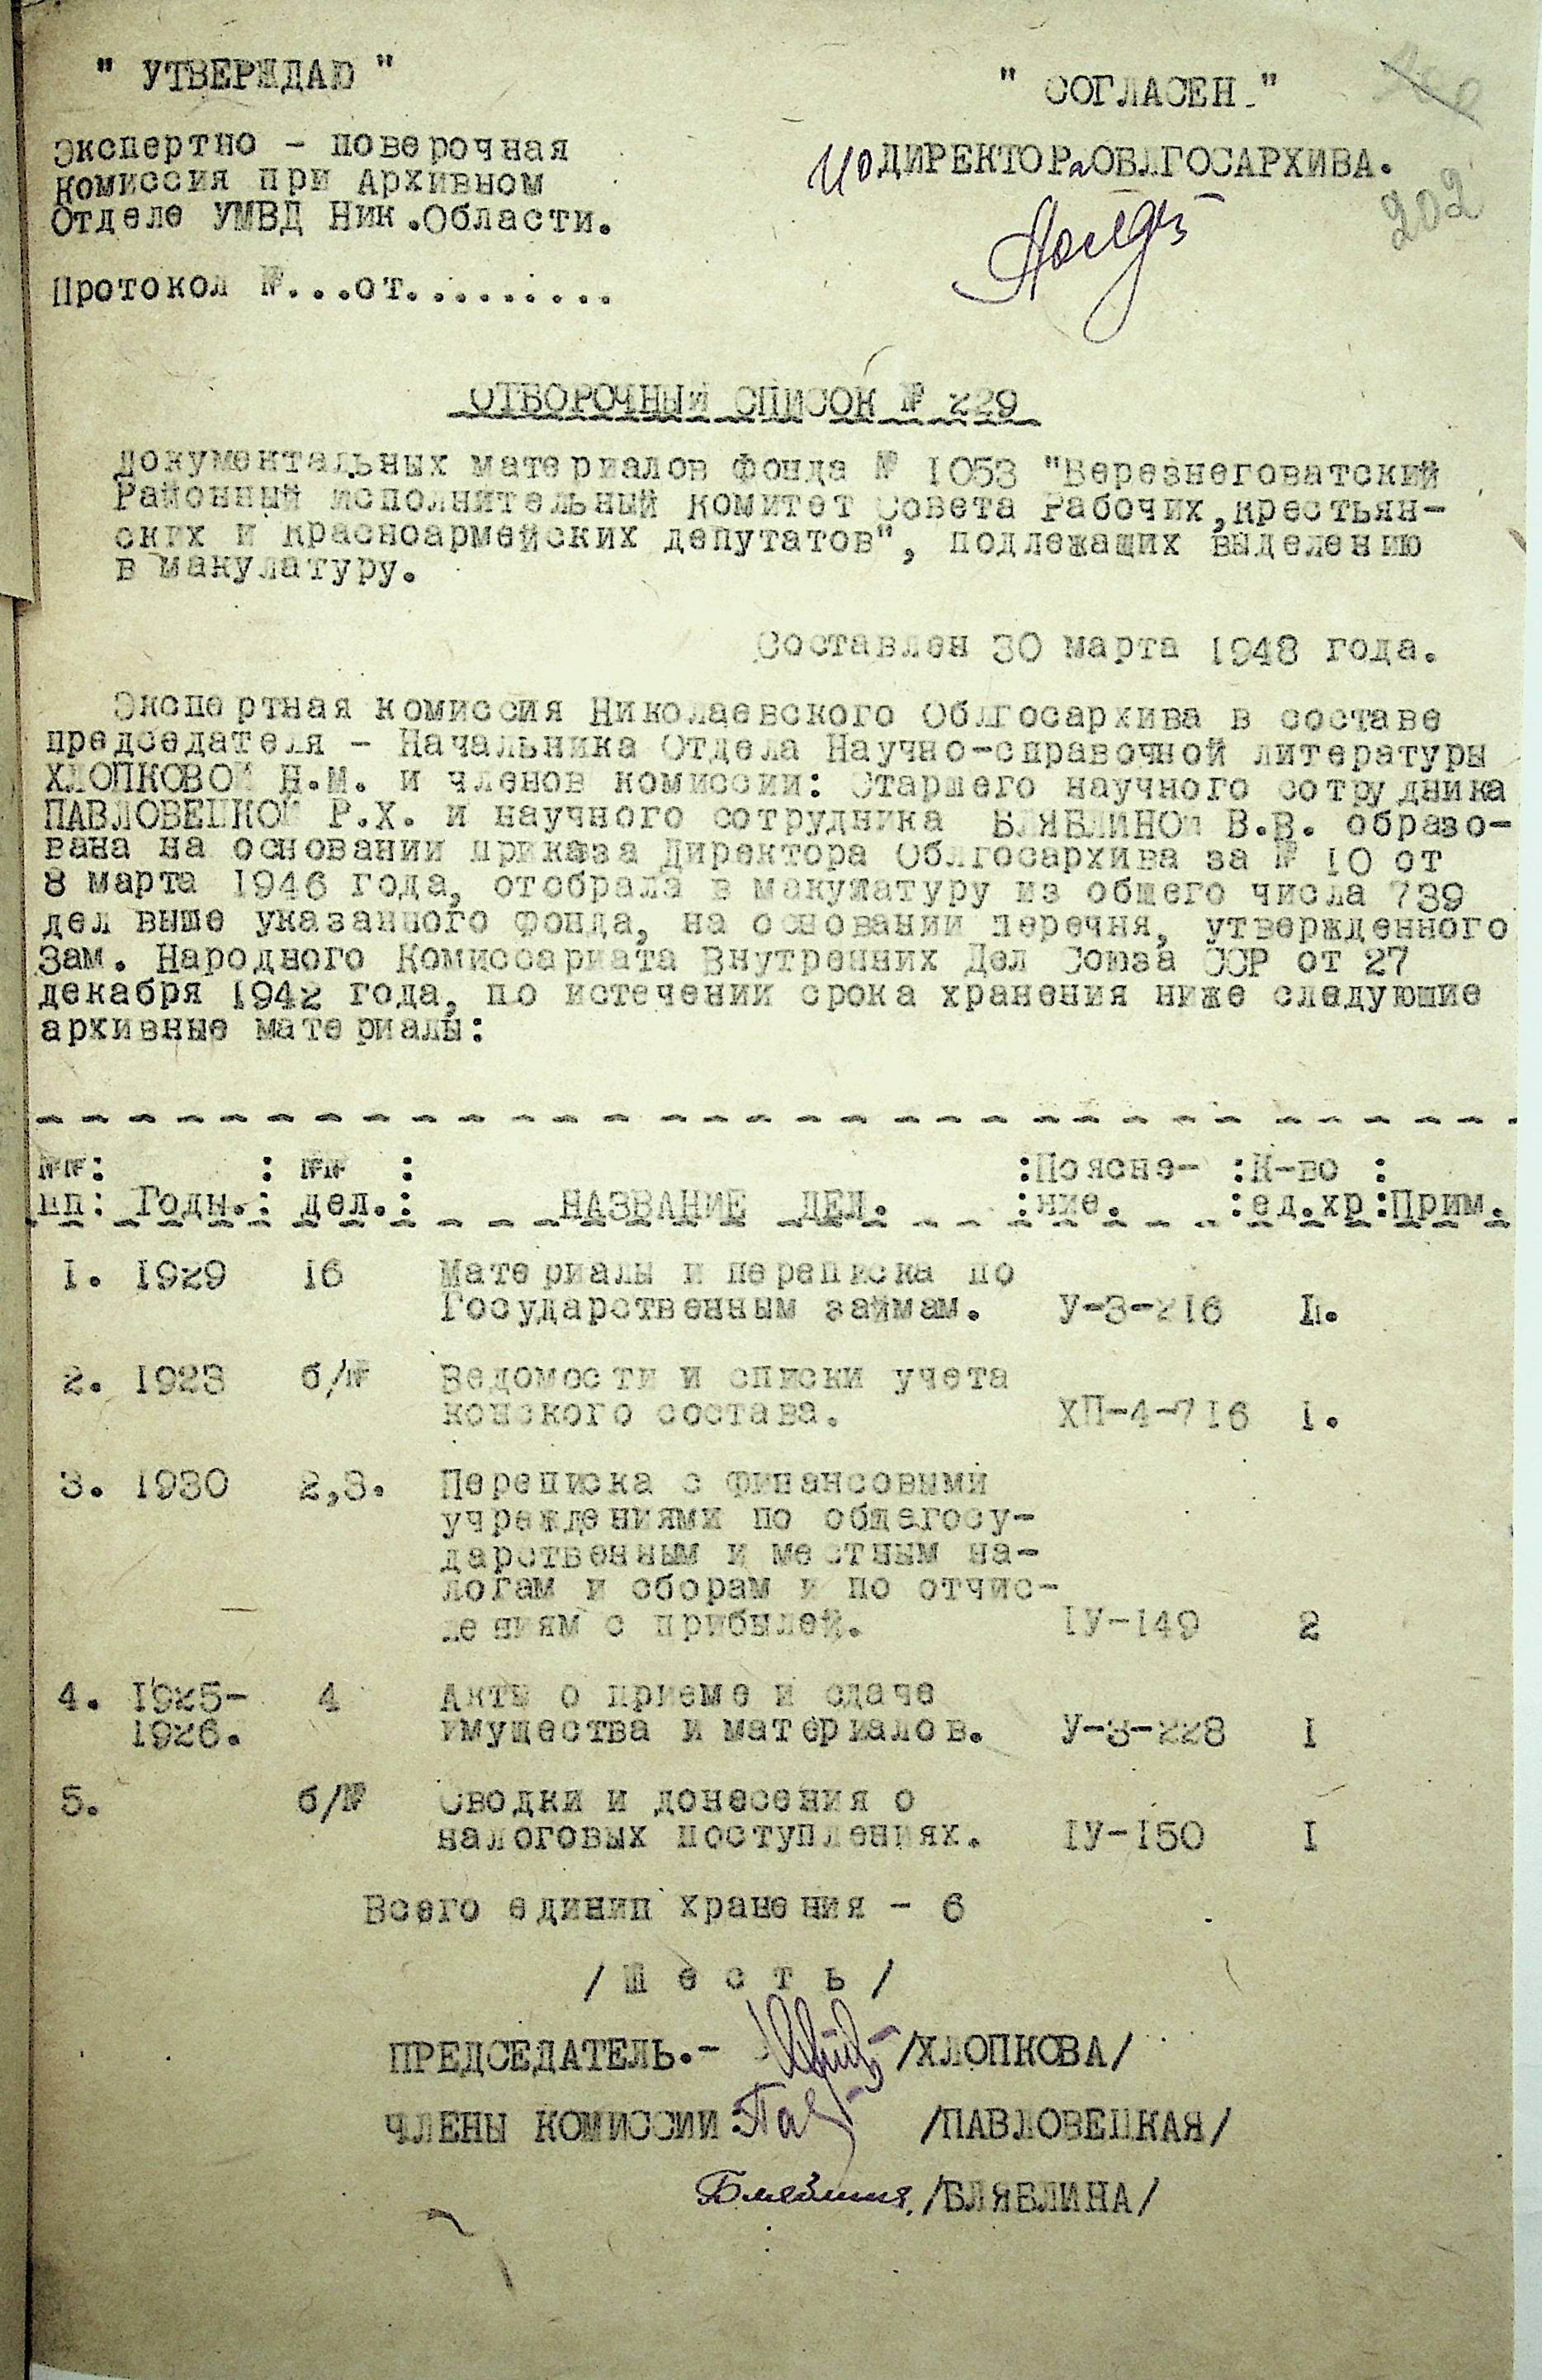 " УТВЕРЖДАЮ "
" СОГЛАСЕН."
Экспертно - поверочная
комиссия при Архивном
Отделе УМВД Ник.Области.
ИО ДИРЕКТОРа ОБЛГОСАРХИВА.
202
Протокол №...от.........
ОТБОРОЧНЫЙ СПИСОК № 229
документальных материалов фонда № 1053 "Березнеговатский
Районный исполнительный комитет Совета Рабочих,крестьян-
ских и красноармейских депутатов", подлежащих выделению
в макулатуру.
Составлен 30 марта 1948 года.
Экспертная комиссия Николаевского Облгосархива в составе
председателя - Начальника Отдела Научно-справочной литературы
ХЛОПКОВОЙ Н.М. и членов комиссии: Старшего научного сотрудника
ПАВЛОВЕЦКОЙ Р.Х. и научного сотрудника БЛЯБЛИНОЙ В.В. образо-
вана на основании приказа Директора Облгосархива за № 10 от
8 марта 1946 года, отобрала в макулатуру из общего числа 739
дел выше указанного фонда, на основании перечня, утвержденного
Зам. Народного Комиссариата Внутренних Дел Союза ССР от 27
декабря 1942 года, по истечении срока хранения ниже следующие
архивные материалы:
№№: : №№ : :Поясне- :К-во :
пп: Годы.: дел.: НАЗВАНИЕ ДЕЛ. :ние. :ед.хр:Прим.
1. 1929 16 Материалы и переписка по
Государственным займам. У-3-216 1.
2. 1923 б/№ Ведомости и списки учета
конского состава. ХП-4-716 1.
3. 1930 2,3. Переписка с финансовыми
учреждениями по общегосу-
дарственным и местным на-
логам и сборам и по отчис-
лениям с прибылей. 1У-149 2
4. 1925- 4 Акты о приеме и сдаче
1926. имущества и материалов. У-3-228 1
5. б/№ Сводки и донесения о
налоговых поступлениях. 1У-150 1
Всего единиц хранения - 6
/ Ш е с т ь /
ПРЕДСЕДАТЕЛЬ.- /ХЛОПКОВА/
ЧЛЕНЫ КОМИССИИ: Пав /ПАВЛОВЕЦКАЯ/
Бляблина /БЛЯБЛИНА/